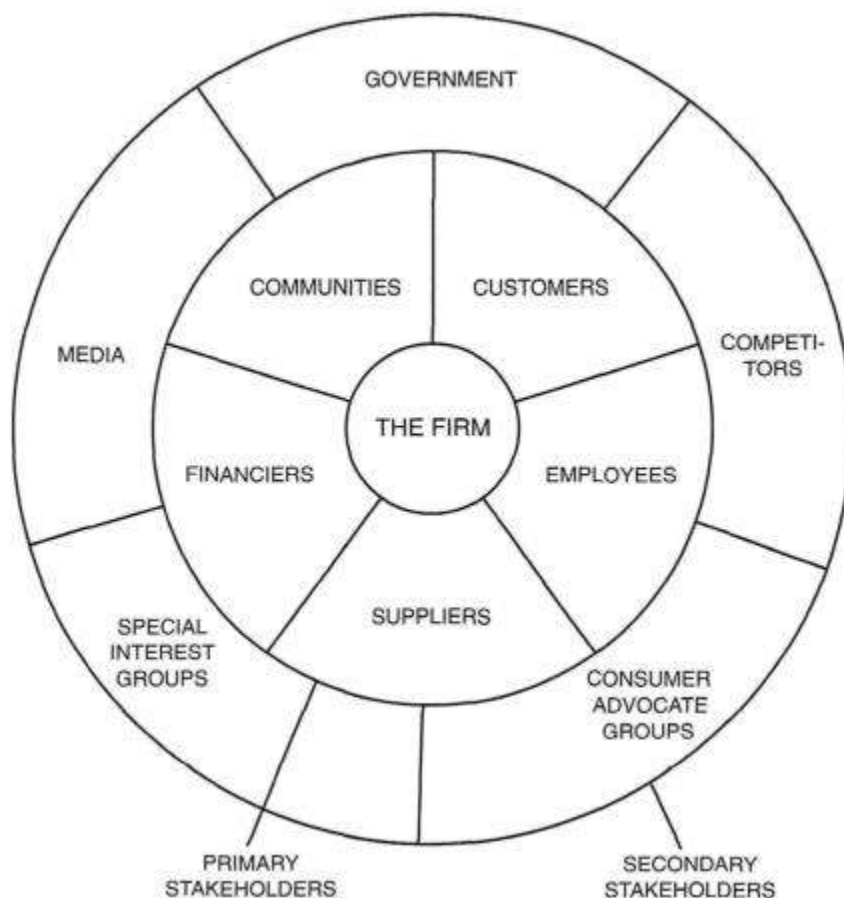 GOVERNMENT
COMMUNITIES
CUSTOMERS
MEDIA
COMPETI-
TORS
THE FIRM
FINANCIERS
EMPLOYEES
SUPPLIERS
SPECIAL
INTEREST
GROUPS
CONSUMER
ADVOCATE
GROUPS
PRIMARY
STAKEHOLDERS
SECONDARY
STAKEHOLDERS